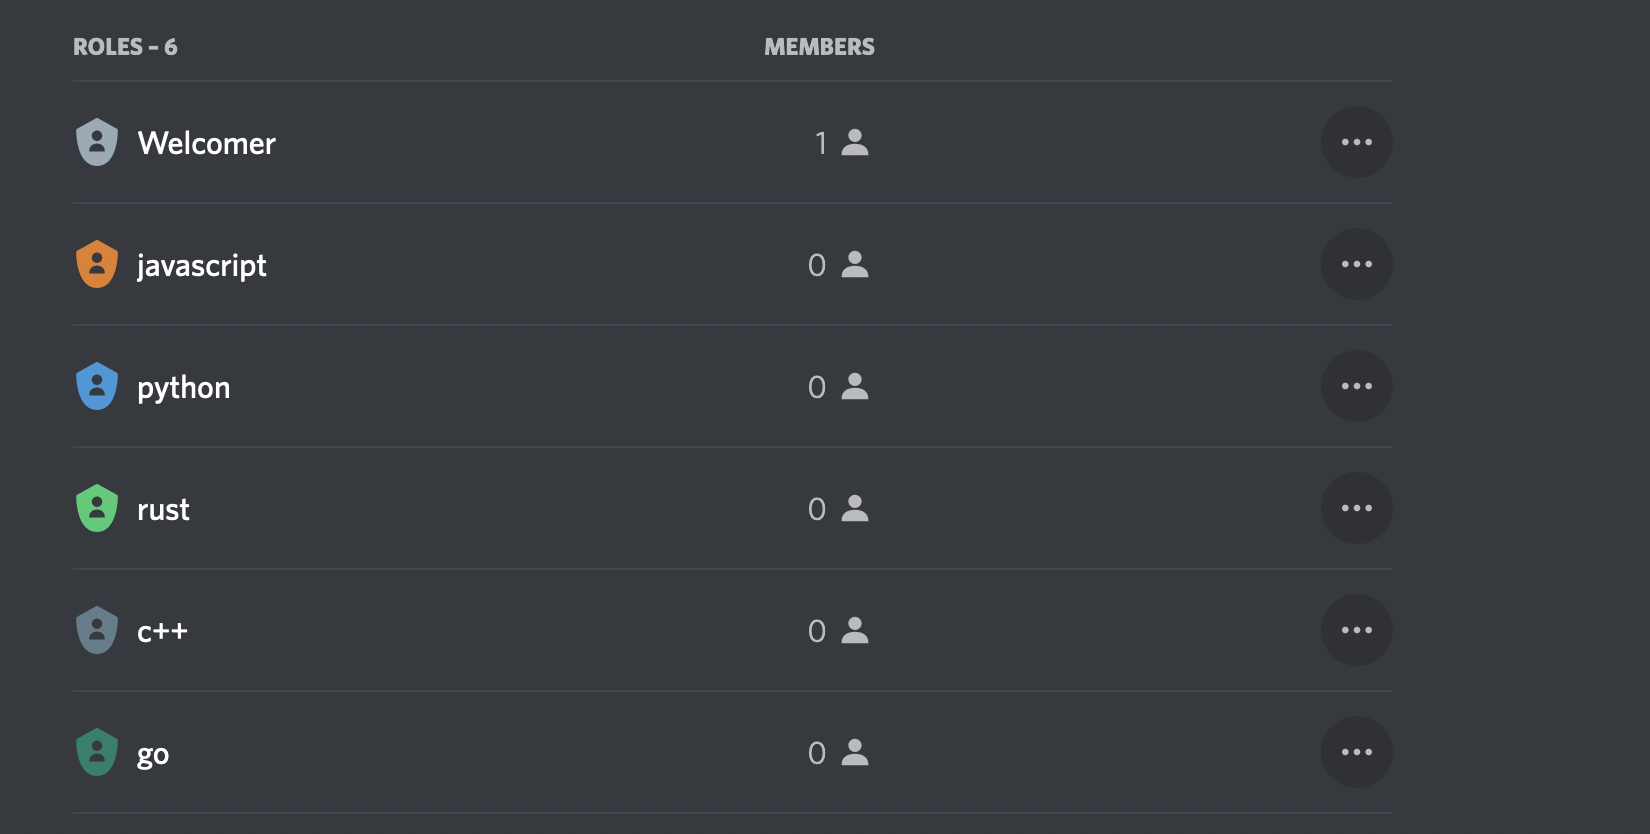 ROLES – 6 MEMBERS
Welcomer 1
javascript 0
python 0
rust 0
c++ 0
go 0